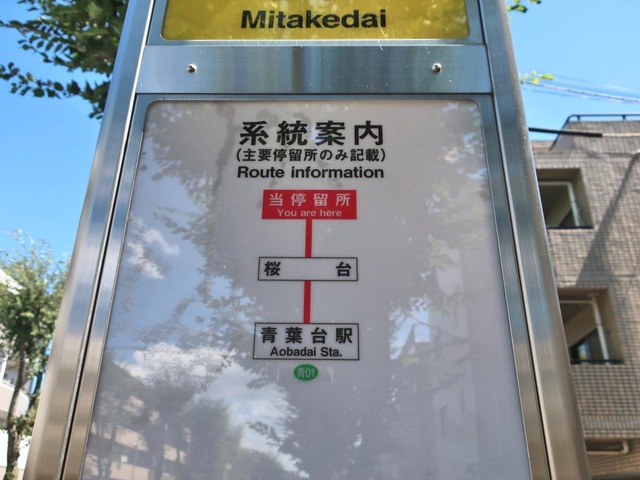 Mitakedai
系統案内
(主要停留所のみ記載)
Route information
当停留所
You are here
桜台
青葉台駅
Aobadai Sta.
青01